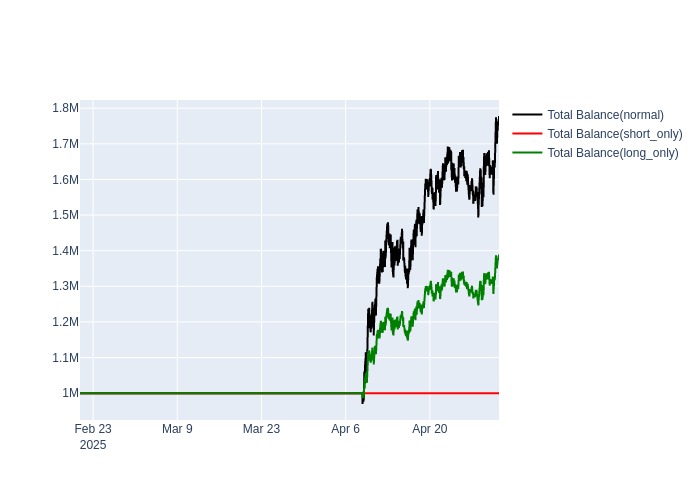 1.8M
1.7M
1.6M
1.5M
1.4M
1.3M
1.2M
1.1M
1M
Feb 23
2025
Mar 9
Mar 23
Apr 6
Apr 20
Total Balance(normal)
Total Balance(short_only)
Total Balance(long_only)